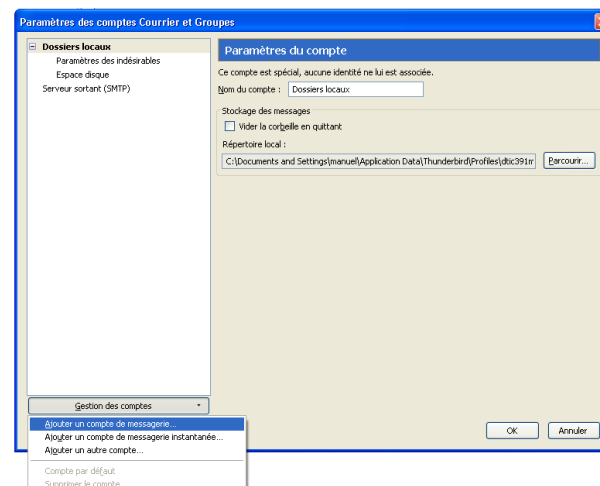 Paramètres des comptes Courrier et Groupes
Dossiers locaux
Paramètres des indésirables
Espace disque
Serveur sortant (SMTP)
Paramètres du compte
Ce compte est spécial, aucune identité ne lui est associée.
Nom du compte : Dossiers locaux
Stockage des messages
Vider la corbeille en quittant
Répertoire local :
C:\Documents and Settings\manuel\Application Data\Thunderbird\Profiles\dtic391m Parcourir...
Gestion des comptes
Ajouter un compte de messagerie...
Ajouter un compte de messagerie instantanée...
Ajouter un autre compte...
OK Annuler
Compte par défaut
Supprimer le compte